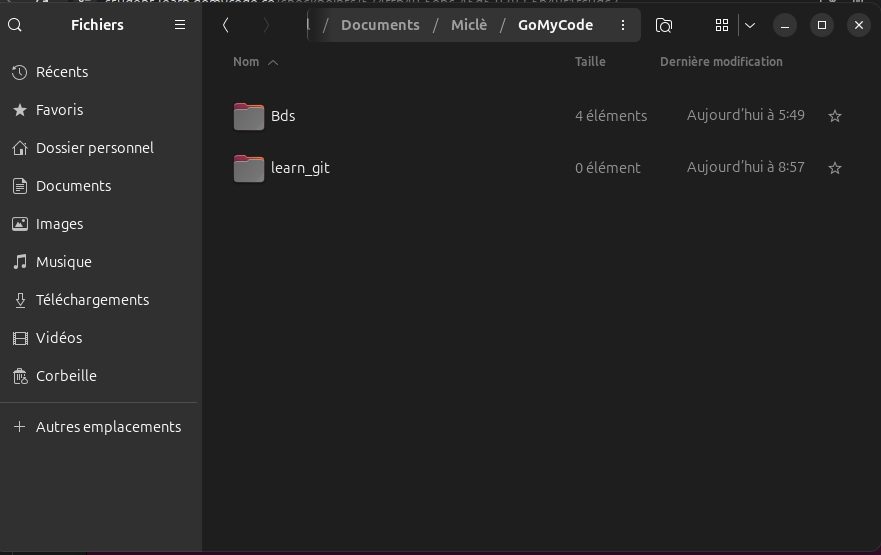 Fichiers
/ Documents / Miclè / GoMyCode
Nom Taille Dernière modification
Récents
Favoris
Dossier personnel
Documents
Images
Musique
Téléchargements
Vidéos
Corbeille
Autres emplacements
Bds 4 éléments Aujourd'hui à 5:49
learn_git 0 élément Aujourd'hui à 8:57